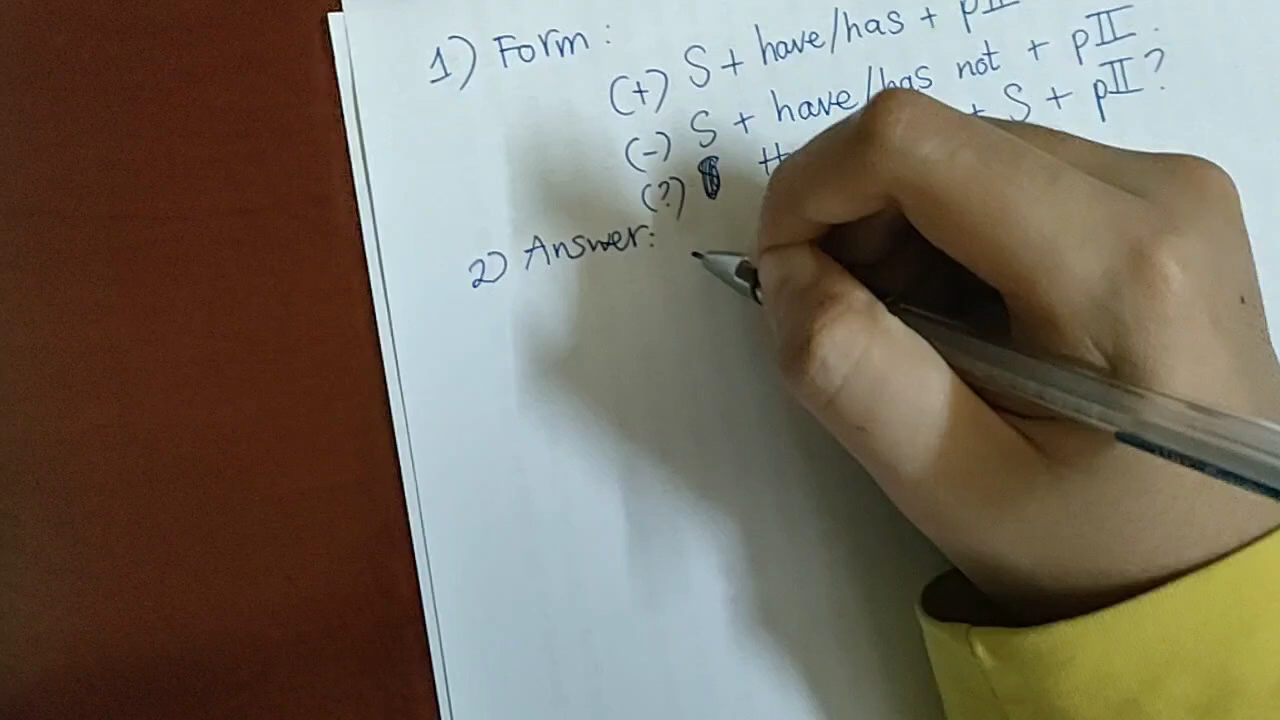 1) Form:
(+) S + have/has + pII
(-) S + have/has not + pII.
(?) + S + pII?
2) Answer: